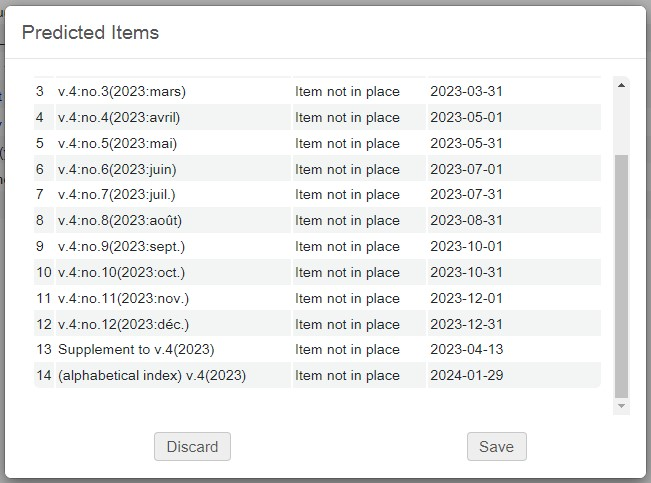 Predicted Items
3 v.4:no.3(2023:mars) Item not in place 2023-03-31
4 v.4:no.4(2023:avril) Item not in place 2023-05-01
5 v.4:no.5(2023:mai) Item not in place 2023-05-31
6 v.4:no.6(2023:juin) Item not in place 2023-07-01
7 v.4:no.7(2023:juil.) Item not in place 2023-07-31
8 v.4:no.8(2023:août) Item not in place 2023-08-31
9 v.4:no.9(2023:sept.) Item not in place 2023-10-01
10 v.4:no.10(2023:oct.) Item not in place 2023-10-31
11 v.4:no.11(2023:nov.) Item not in place 2023-12-01
12 v.4:no.12(2023:déc.) Item not in place 2023-12-31
13 Supplement to v.4(2023) Item not in place 2023-04-13
14 (alphabetical index) v.4(2023) Item not in place 2024-01-29
Discard Save